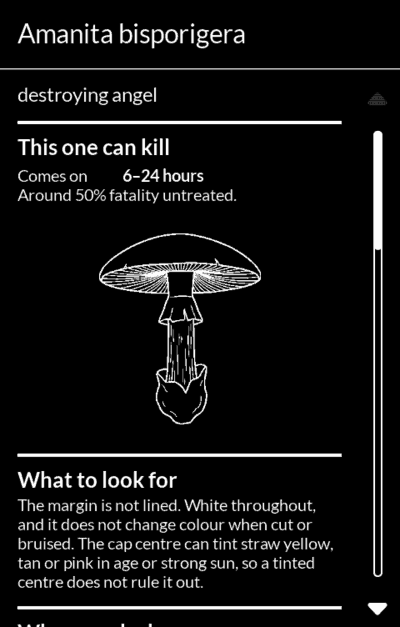 Amanita bisporigera
destroying angel
This one can kill
Comes on 6–24 hours
Around 50% fatality untreated.
What to look for
The margin is not lined. White throughout,
and it does not change colour when cut or
bruised. The cap centre can tint straw yellow,
tan or pink in age or strong sun, so a tinted
centre does not rule it out.